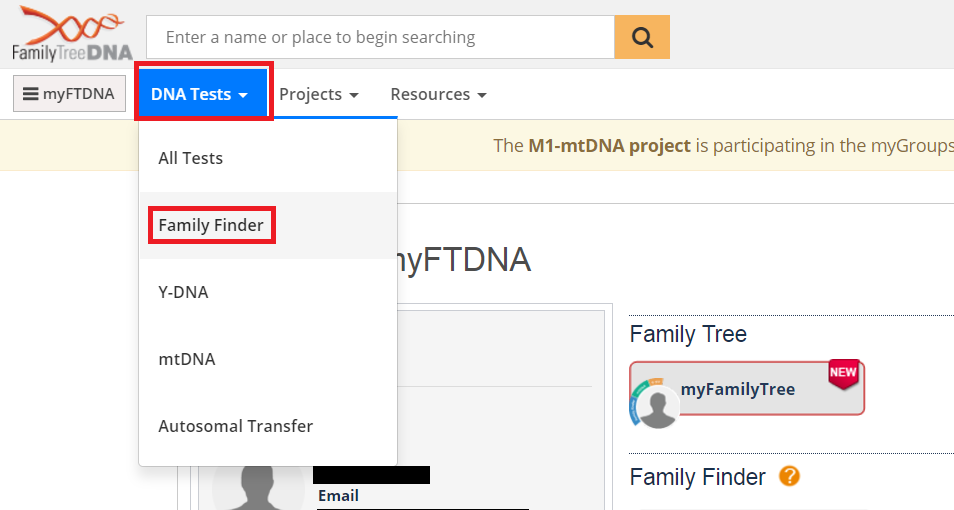 FamilyTreeDNA
Enter a name or place to begin searching
myFTDNA
DNA Tests
Projects
Resources
The M1-mtDNA project is participating in the myGroups
All Tests
Family Finder
Y-DNA
mtDNA
Autosomal Transfer
myFTDNA
Family Tree
NEW
myFamilyTree
Family Finder ?
Email